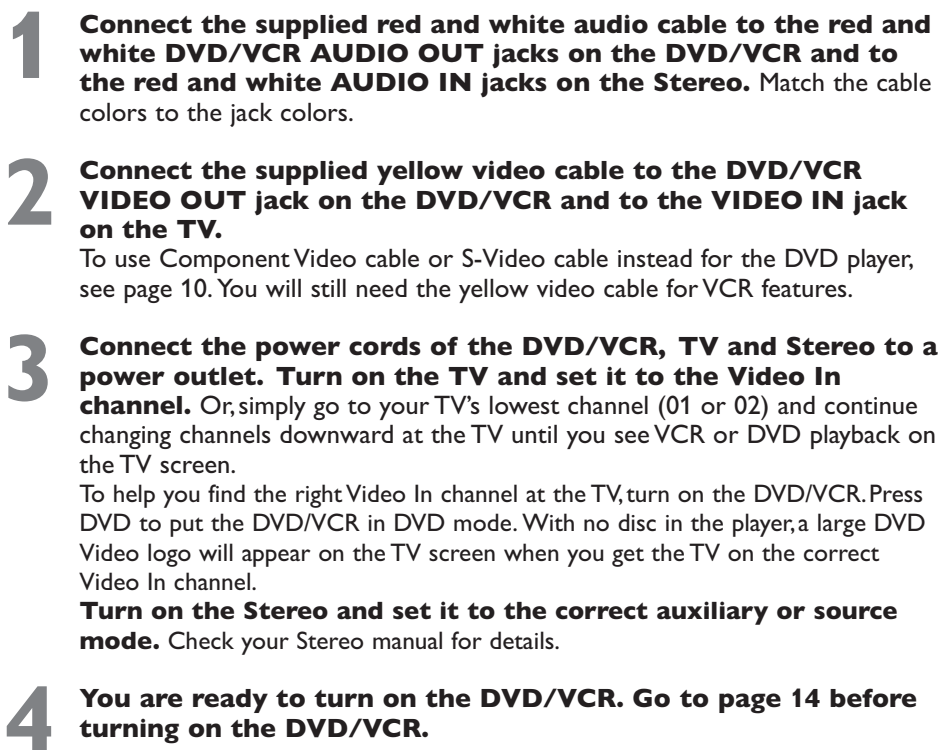 1 Connect the supplied red and white audio cable to the red and
white DVD/VCR AUDIO OUT jacks on the DVD/VCR and to
the red and white AUDIO IN jacks on the Stereo. Match the cable
colors to the jack colors.
2 Connect the supplied yellow video cable to the DVD/VCR
VIDEO OUT jack on the DVD/VCR and to the VIDEO IN jack
on the TV.
To use Component Video cable or S-Video cable instead for the DVD player,
see page 10. You will still need the yellow video cable for VCR features.
3 Connect the power cords of the DVD/VCR, TV and Stereo to a
power outlet. Turn on the TV and set it to the Video In
channel. Or, simply go to your TV's lowest channel (01 or 02) and continue
changing channels downward at the TV until you see VCR or DVD playback on
the TV screen.
To help you find the right Video In channel at the TV, turn on the DVD/VCR. Press
DVD to put the DVD/VCR in DVD mode. With no disc in the player, a large DVD
Video logo will appear on the TV screen when you get the TV on the correct
Video In channel.
Turn on the Stereo and set it to the correct auxiliary or source
mode. Check your Stereo manual for details.
4 You are ready to turn on the DVD/VCR. Go to page 14 before
turning on the DVD/VCR.